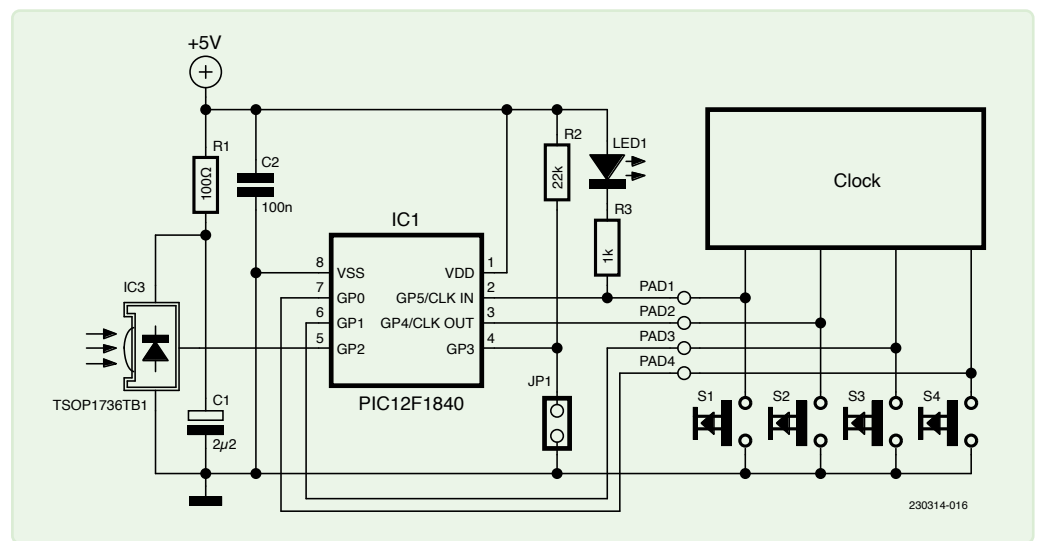 +5V
R1
100Ω
C2
100n
R2
22k
LED1
R3
1k
Clock
IC1
8 VSS VDD 1
7 GP0 GP5/CLK IN 2
6 GP1 GP4/CLK OUT 3
5 GP2 GP3 4
PIC12F1840
IC3
TSOP1736TB1
C1
2µ2
JP1
PAD1
PAD2
PAD3
PAD4
S1 S2 S3 S4
230314-016